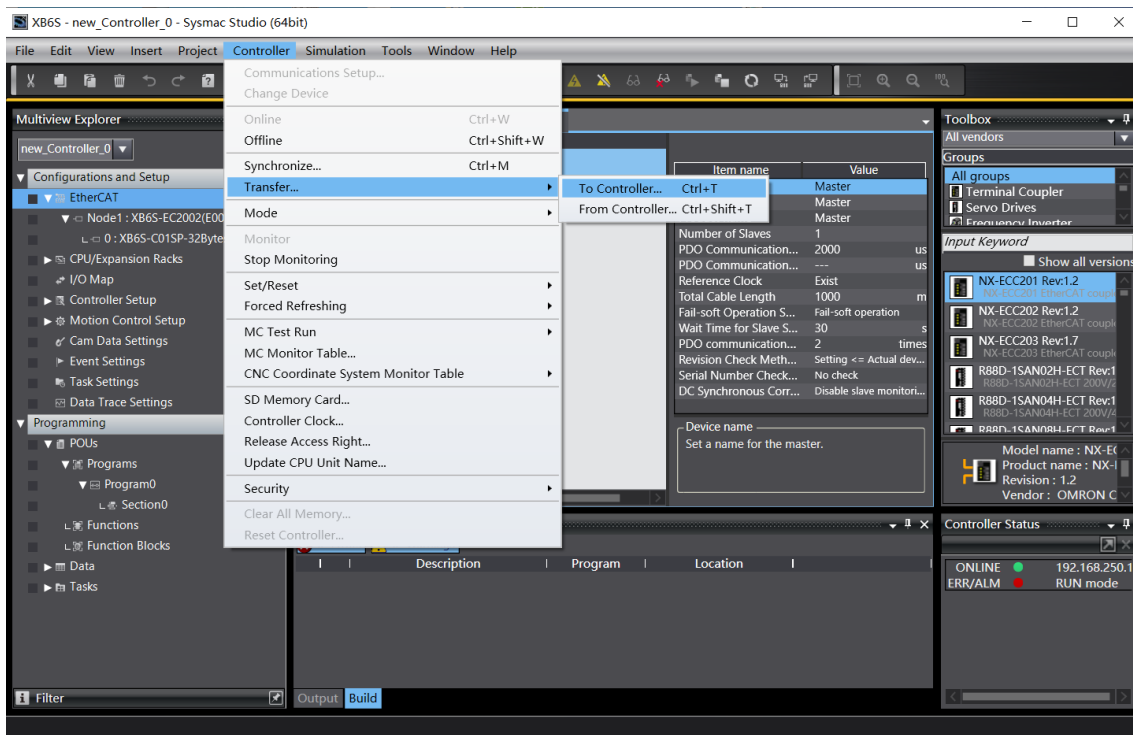 XB6S - new_Controller_0 - Sysmac Studio (64bit)
File Edit View Insert Project Controller Simulation Tools Window Help
Multiview Explorer
new_Controller_0
Configurations and Setup
EtherCAT
Node1 : XB6S-EC2002(E00
0 : XB6S-C01SP-32Byte
CPU/Expansion Racks
I/O Map
Controller Setup
Motion Control Setup
Cam Data Settings
Event Settings
Task Settings
Data Trace Settings
Programming
POUs
Programs
Program0
Section0
Functions
Function Blocks
Data
Tasks
Filter
Communications Setup...
Change Device
Online Ctrl+W
Offline Ctrl+Shift+W
Synchronize... Ctrl+M
Transfer...
Mode
Monitor
Stop Monitoring
Set/Reset
Forced Refreshing
MC Test Run
MC Monitor Table...
CNC Coordinate System Monitor Table
SD Memory Card...
Controller Clock...
Release Access Right...
Update CPU Unit Name...
Security
Clear All Memory...
Reset Controller...
To Controller... Ctrl+T
From Controller... Ctrl+Shift+T
Item name Value
Master
Master
Master
Number of Slaves 1
PDO Communication... 2000 us
PDO Communication... --- us
Reference Clock Exist
Total Cable Length 1000 m
Fail-soft Operation S... Fail-soft operation
Wait Time for Slave S... 30 s
PDO communication... 2 times
Revision Check Meth... Setting <= Actual dev...
Serial Number Check... No check
DC Synchronous Corr... Disable slave monitori...
Device name
Set a name for the master.
Description Program Location
Output Build
Toolbox
All vendors
Groups
All groups
Terminal Coupler
Servo Drives
Frequency Inverter
Input Keyword
Show all versions
NX-ECC201 Rev:1.2
NX-ECC201 EtherCAT coupl
NX-ECC202 Rev:1.2
NX-ECC202 EtherCAT couple
NX-ECC203 Rev:1.7
NX-ECC203 EtherCAT couple
R88D-1SAN02H-ECT Rev:1
R88D-1SAN02H-ECT 200V/2
R88D-1SAN04H-ECT Rev:1
R88D-1SAN04H-ECT 200V/4
R88D-1SAN08H-ECT Rev:1
Model name : NX-EC
Product name : NX-
Revision : 1.2
Vendor : OMRON C
Controller Status
ONLINE 192.168.250.1
ERR/ALM RUN mode